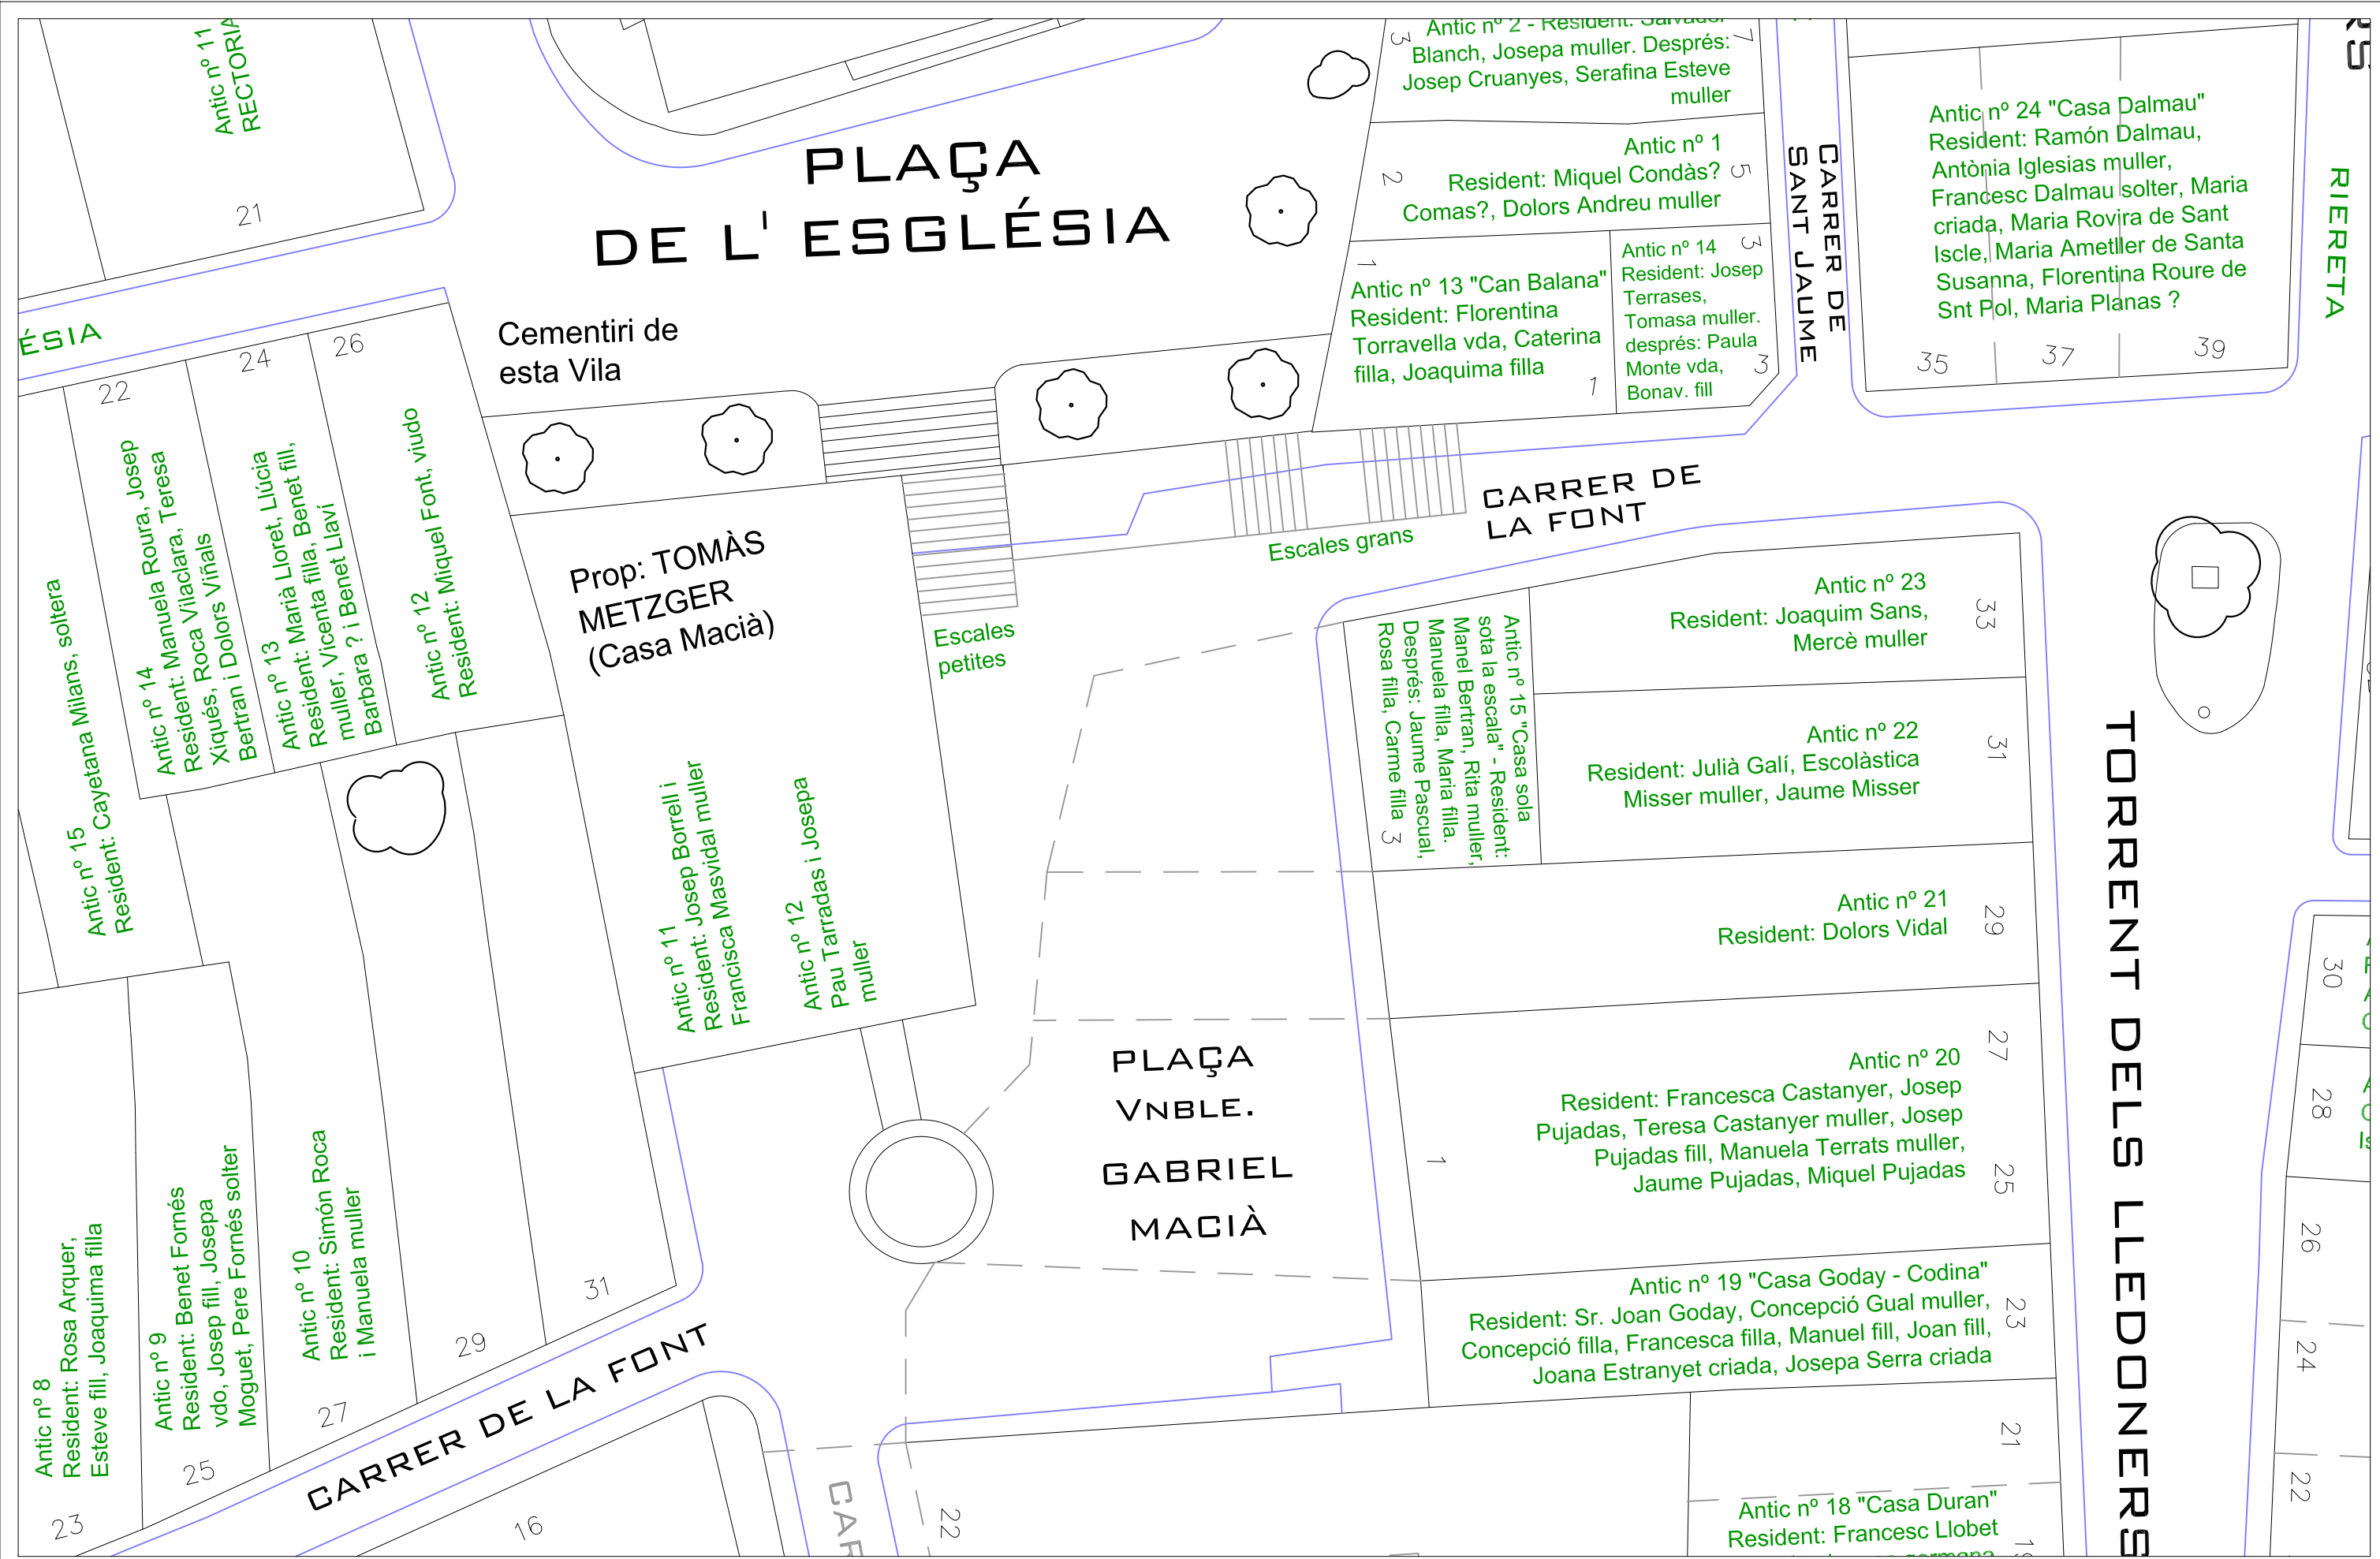 Antic nº 11
RECTORIA
21
PLAÇA
DE L' ESGLÉSIA
Cementiri de
esta Vila
ÉSIA
22
24
26
3
7
Antic nº 2 - Resident: Salvador
Blanch, Josepa muller. Després:
Josep Cruanyes, Serafina Esteve
muller
2
5
Antic nº 1
Resident: Miquel Condàs?
Comas?, Dolors Andreu muller
1
Antic nº 13 "Can Balana"
Resident: Florentina
Torravella vda, Caterina
filla, Joaquima filla
1
3
Antic nº 14
Resident: Josep
Terrases,
Tomasa muller.
després: Paula
Monte vda,
Bonav. fill
3
CARRER DE
SANT JAUME
Antic nº 24 "Casa Dalmau"
Resident: Ramón Dalmau,
Antònia Iglesias muller,
Francesc Dalmau solter, Maria
criada, Maria Rovira de Sant
Iscle, Maria Ametller de Santa
Susanna, Florentina Roure de
Snt Pol, Maria Planas ?
35
37
39
RIERETA
RS
Antic nº 15
Resident: Cayetana Milans, soltera
Antic nº 14
Resident: Manuela Roura, Josep
Xiqués, Roca Vilaclara, Teresa
Bertran i Dolors Viñals
Antic nº 13
Resident: Marià Lloret, Llúcia
muller, Vicenta filla, Benet fill,
Barbara ? i Benet Llaví
Antic nº 12
Resident: Miquel Font, viudo
Prop: TOMÀS
METZGER
(Casa Macià)
Escales
petites
Escales grans
CARRER DE
LA FONT
Antic nº 15 "Casa sola
sota la escala" - Resident:
Manel Bertran, Rita muller,
Manuela filla, Maria filla.
Després: Jaume Pascual,
Rosa filla, Carme filla
3
Antic nº 23
Resident: Joaquim Sans,
Mercè muller
33
Antic nº 22
Resident: Julià Galí, Escolàstica
Misser muller, Jaume Misser
31
Antic nº 21
Resident: Dolors Vidal
29
TORRENT DELS LLEDONERS
Antic nº 11
Resident: Josep Borrell i
Francisca Masvidal muller
Antic nº 12
Pau Tarradas i Josepa
muller
PLAÇA
VNBLE.
GABRIEL
MACIÀ
27
Antic nº 20
Resident: Francesca Castanyer, Josep
Pujadas, Teresa Castanyer muller, Josep
Pujadas fill, Manuela Terrats muller,
Jaume Pujadas, Miquel Pujadas
25
1
Antic nº 19 "Casa Goday - Codina"
Resident: Sr. Joan Goday, Concepció Gual muller,
Concepció filla, Francesca filla, Manuel fill, Joan fill,
Joana Estranyet criada, Josepa Serra criada
23
Antic nº 8
Resident: Rosa Arquer,
Esteve fill, Joaquima filla
23
Antic nº 9
Resident: Benet Fornés
vdo, Josep fill, Josepa
Moguet, Pere Fornés solter
25
Antic nº 10
Resident: Simón Roca
i Manuela muller
27
29
31
CARRER DE LA FONT
16
CAR
22
21
Antic nº 18 "Casa Duran"
Resident: Francesc Llobet
19
30
28
26
24
22